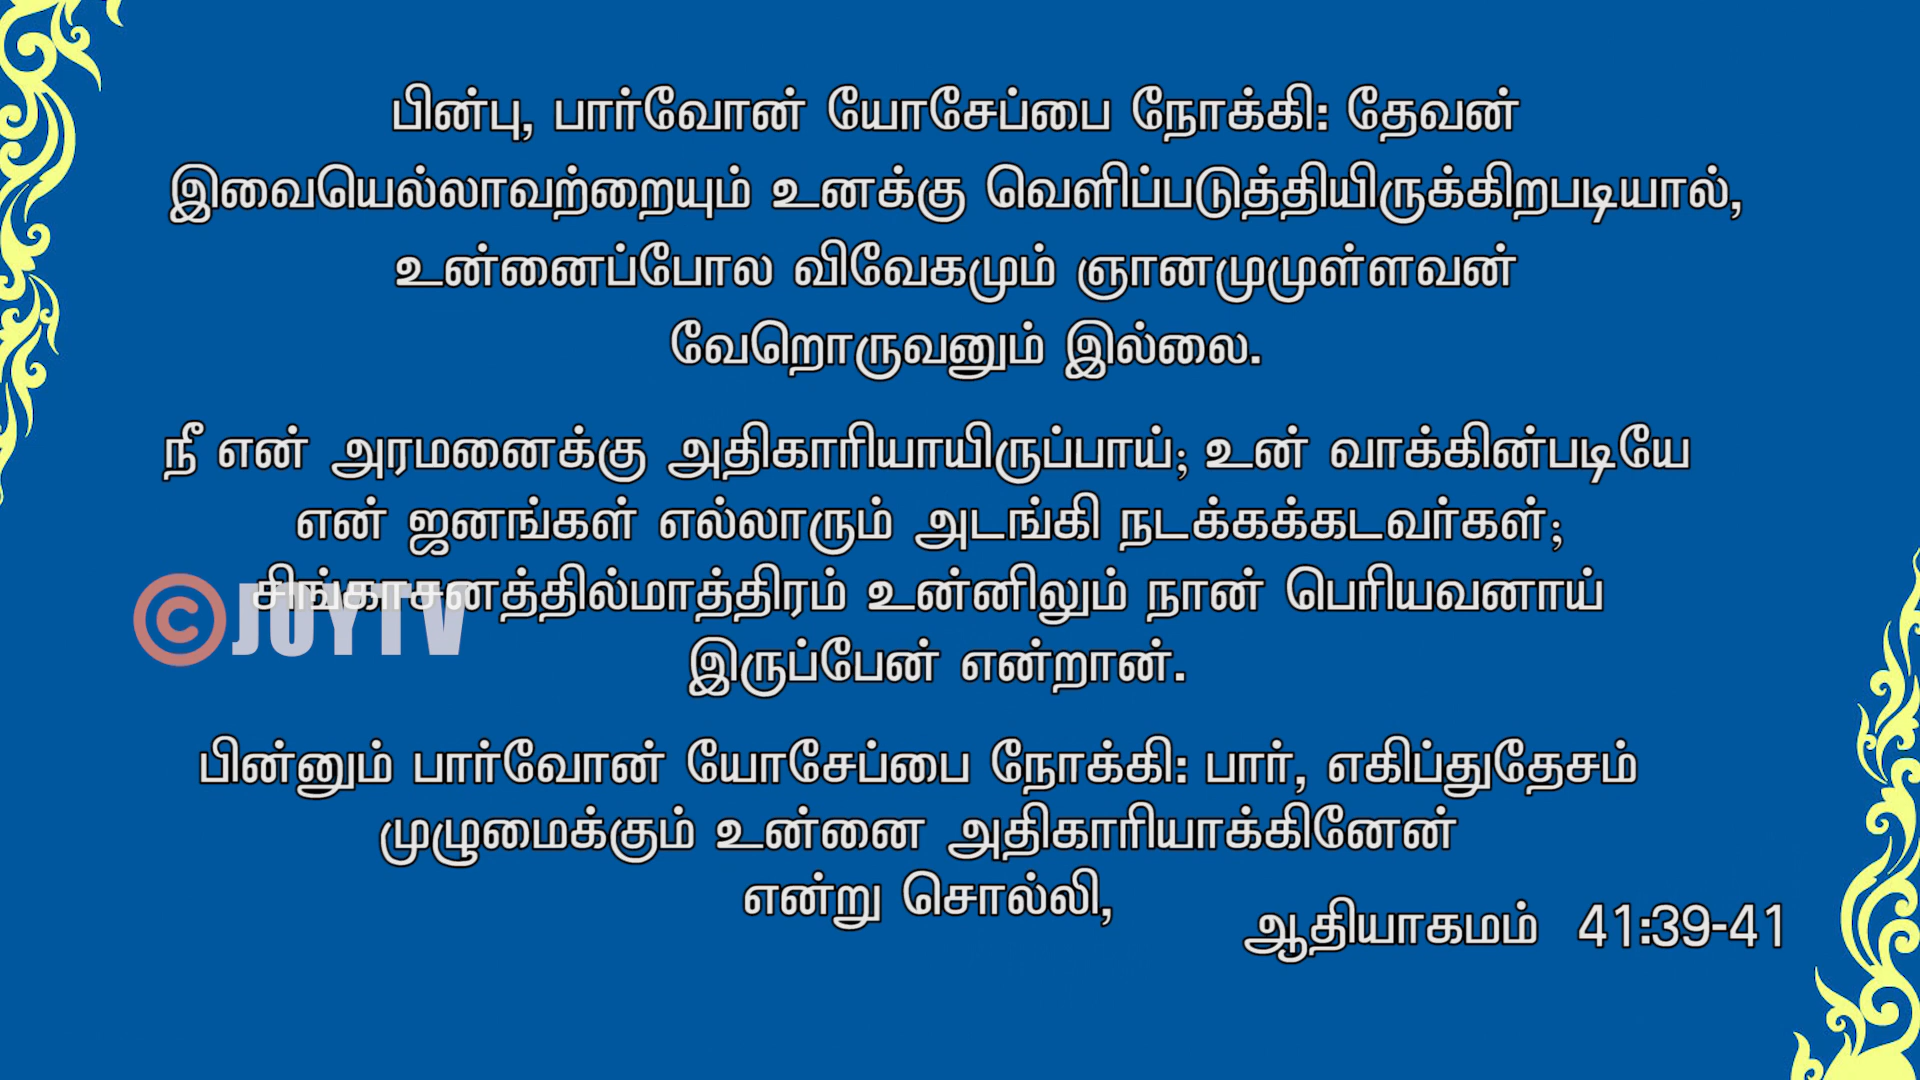 பின்பு, பார்வோன் யோசேப்பை நோக்கி: தேவன்
இவையெல்லாவற்றையும் உனக்கு வெளிப்படுத்தியிருக்கிறபடியால்,
உன்னைப்போல விவேகமும் ஞானமுமுள்ளவன்
வேறொருவனும் இல்லை.
நீ என் அரமனைக்கு அதிகாரியாயிருப்பாய்; உன் வாக்கின்படியே
என் ஜனங்கள் எல்லாரும் அடங்கி நடக்கக்கடவர்கள்;
சிங்காசனத்தில்மாத்திரம் உன்னிலும் நான் பெரியவனாய்
©JOYTV
இருப்பேன் என்றான்.
பின்னும் பார்வோன் யோசேப்பை நோக்கி: பார், எகிப்துதேசம்
முழுமைக்கும் உன்னை அதிகாரியாக்கினேன்
என்று சொல்லி,
ஆதியாகமம் 41:39-41